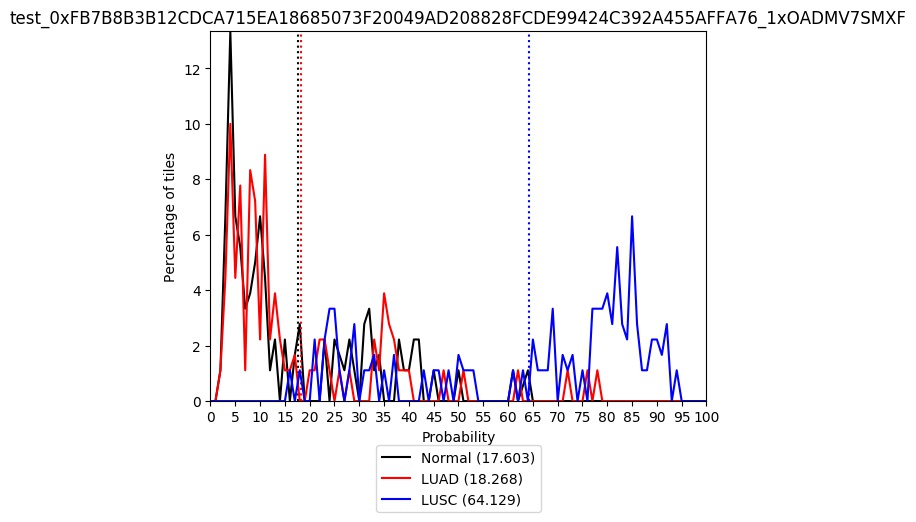 test_0xFB7B8B3B12CDCA715EA18685073F20049AD208828FCDE99424C392A455AFFA76_1xOADMV7SMXF
12
10
8
6
4
2
0
Percentage of tiles
0 5 10 15 20 25 30 35 40 45 50 55 60 65 70 75 80 85 90 95 100
Probability
Normal (17.603)
LUAD (18.268)
LUSC (64.129)